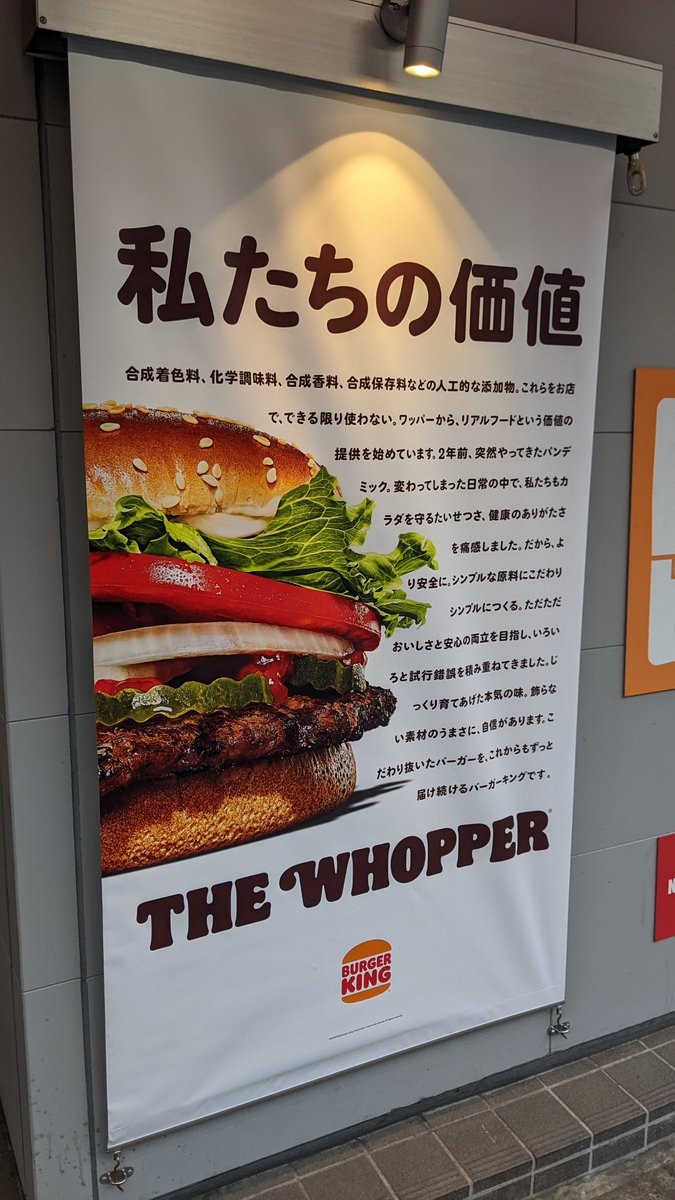 私たちの価値
合成着色料、化学調味料、合成香料、合成保存料などの人工的な添加物。これらをお店
で、できる限り使わない。ワッパーから、リアルフードという価値の
提供を始めています。2年前、突然やってきたパンデ
ミック。変わってしまった日常の中で、私たちもカ
ラダを守るたいせつさ、健康のありがたさ
を痛感しました。だから、よ
り安全に。シンプルな原料にこだわり
シンプルにつくる。ただただ
おいしさと安心の両立を目指し、いろい
ろと試行錯誤を積み重ねてきました。じ
っくり育てあげた本気の味。飾らな
い素材のうまさに、自信があります。こ
だわり抜いたバーガーを、これからもずっと
届け続けるバーガーキングです。
THE WHOPPER®
BURGER
KING
N